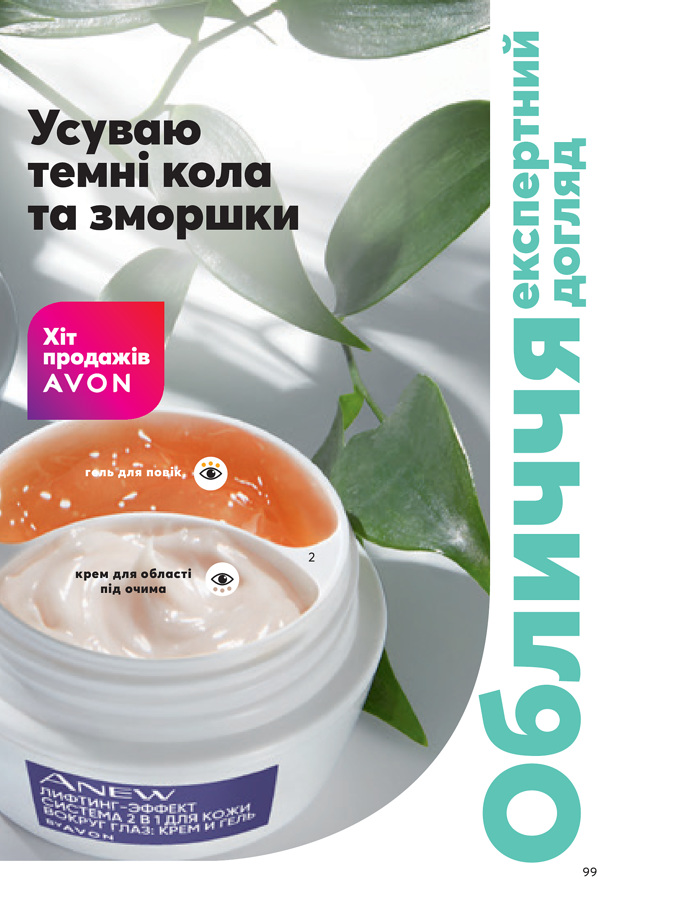 Усуваю
темні кола
та зморшки
Хіт
продажів
AVON
гель для повік
2
крем для області
під очима
ANEW
ЛИФТИНГ-ЭФФЕКТ
СИСТЕМА 2 В 1 ДЛЯ КОЖИ
ВОКРУГ ГЛАЗ: КРЕМ И ГЕЛЬ
BY AVON
Обличчя
експертний
догляд
99